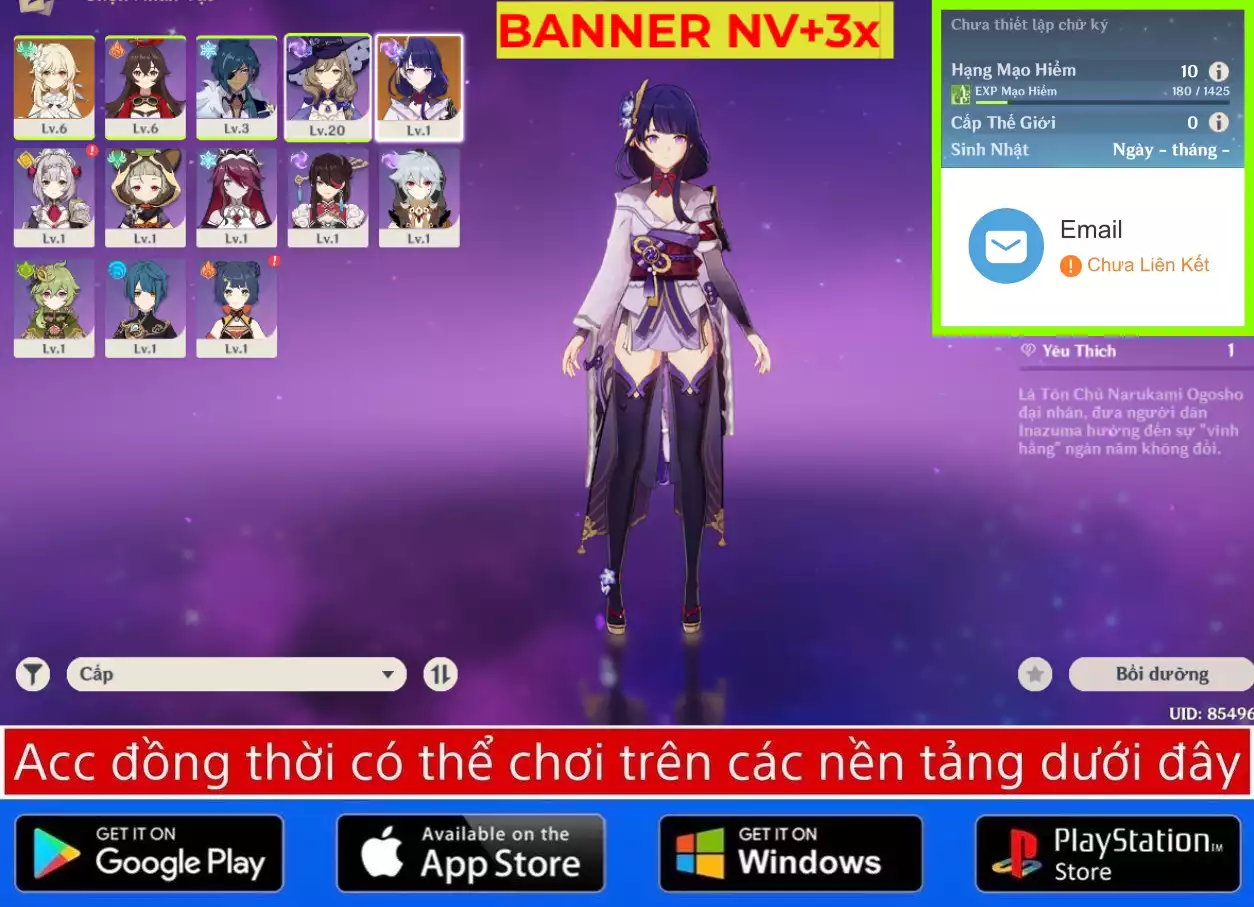 BANNER NV+3x
Chưa thiết lập chữ ký
Hạng Mạo Hiểm 10
EXP Mạo Hiểm 180 / 1425
Cấp Thế Giới 0
Sinh Nhật Ngày - tháng -
Email
Chưa Liên Kết
Lv.6 Lv.6 Lv.3 Lv.20 Lv.1
Lv.1 Lv.1 Lv.1 Lv.1 Lv.1
Lv.1 Lv.1 Lv.1
Yêu Thích 1
Là Tôn Chủ Narukami Ogosho
đại nhân, đưa người dân
Inazuma hướng đến sự "vĩnh
hằng" ngàn năm không đổi.
Cấp
Bồi dưỡng
UID: 85496
Acc đồng thời có thể chơi trên các nền tảng dưới đây
GET IT ON
Google Play
Available on the
App Store
GET IT ON
Windows
PlayStation™
Store